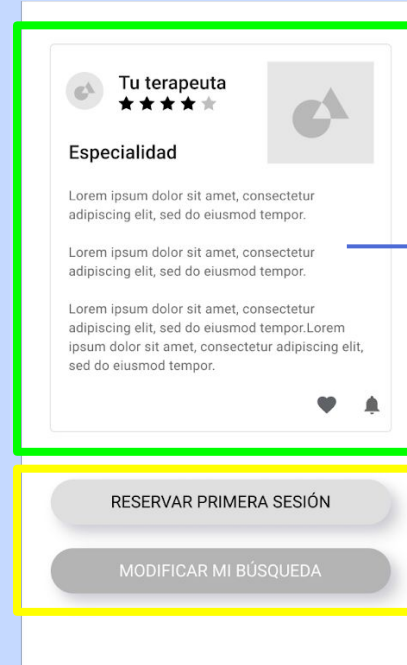 Tu terapeuta
Especialidad
Lorem ipsum dolor sit amet, consectetur
adipiscing elit, sed do eiusmod tempor.
Lorem ipsum dolor sit amet, consectetur
adipiscing elit, sed do eiusmod tempor.
Lorem ipsum dolor sit amet, consectetur
adipiscing elit, sed do eiusmod tempor.Lorem
ipsum dolor sit amet, consectetur adipiscing elit,
sed do eiusmod tempor.
RESERVAR PRIMERA SESIÓN
MODIFICAR MI BÚSQUEDA